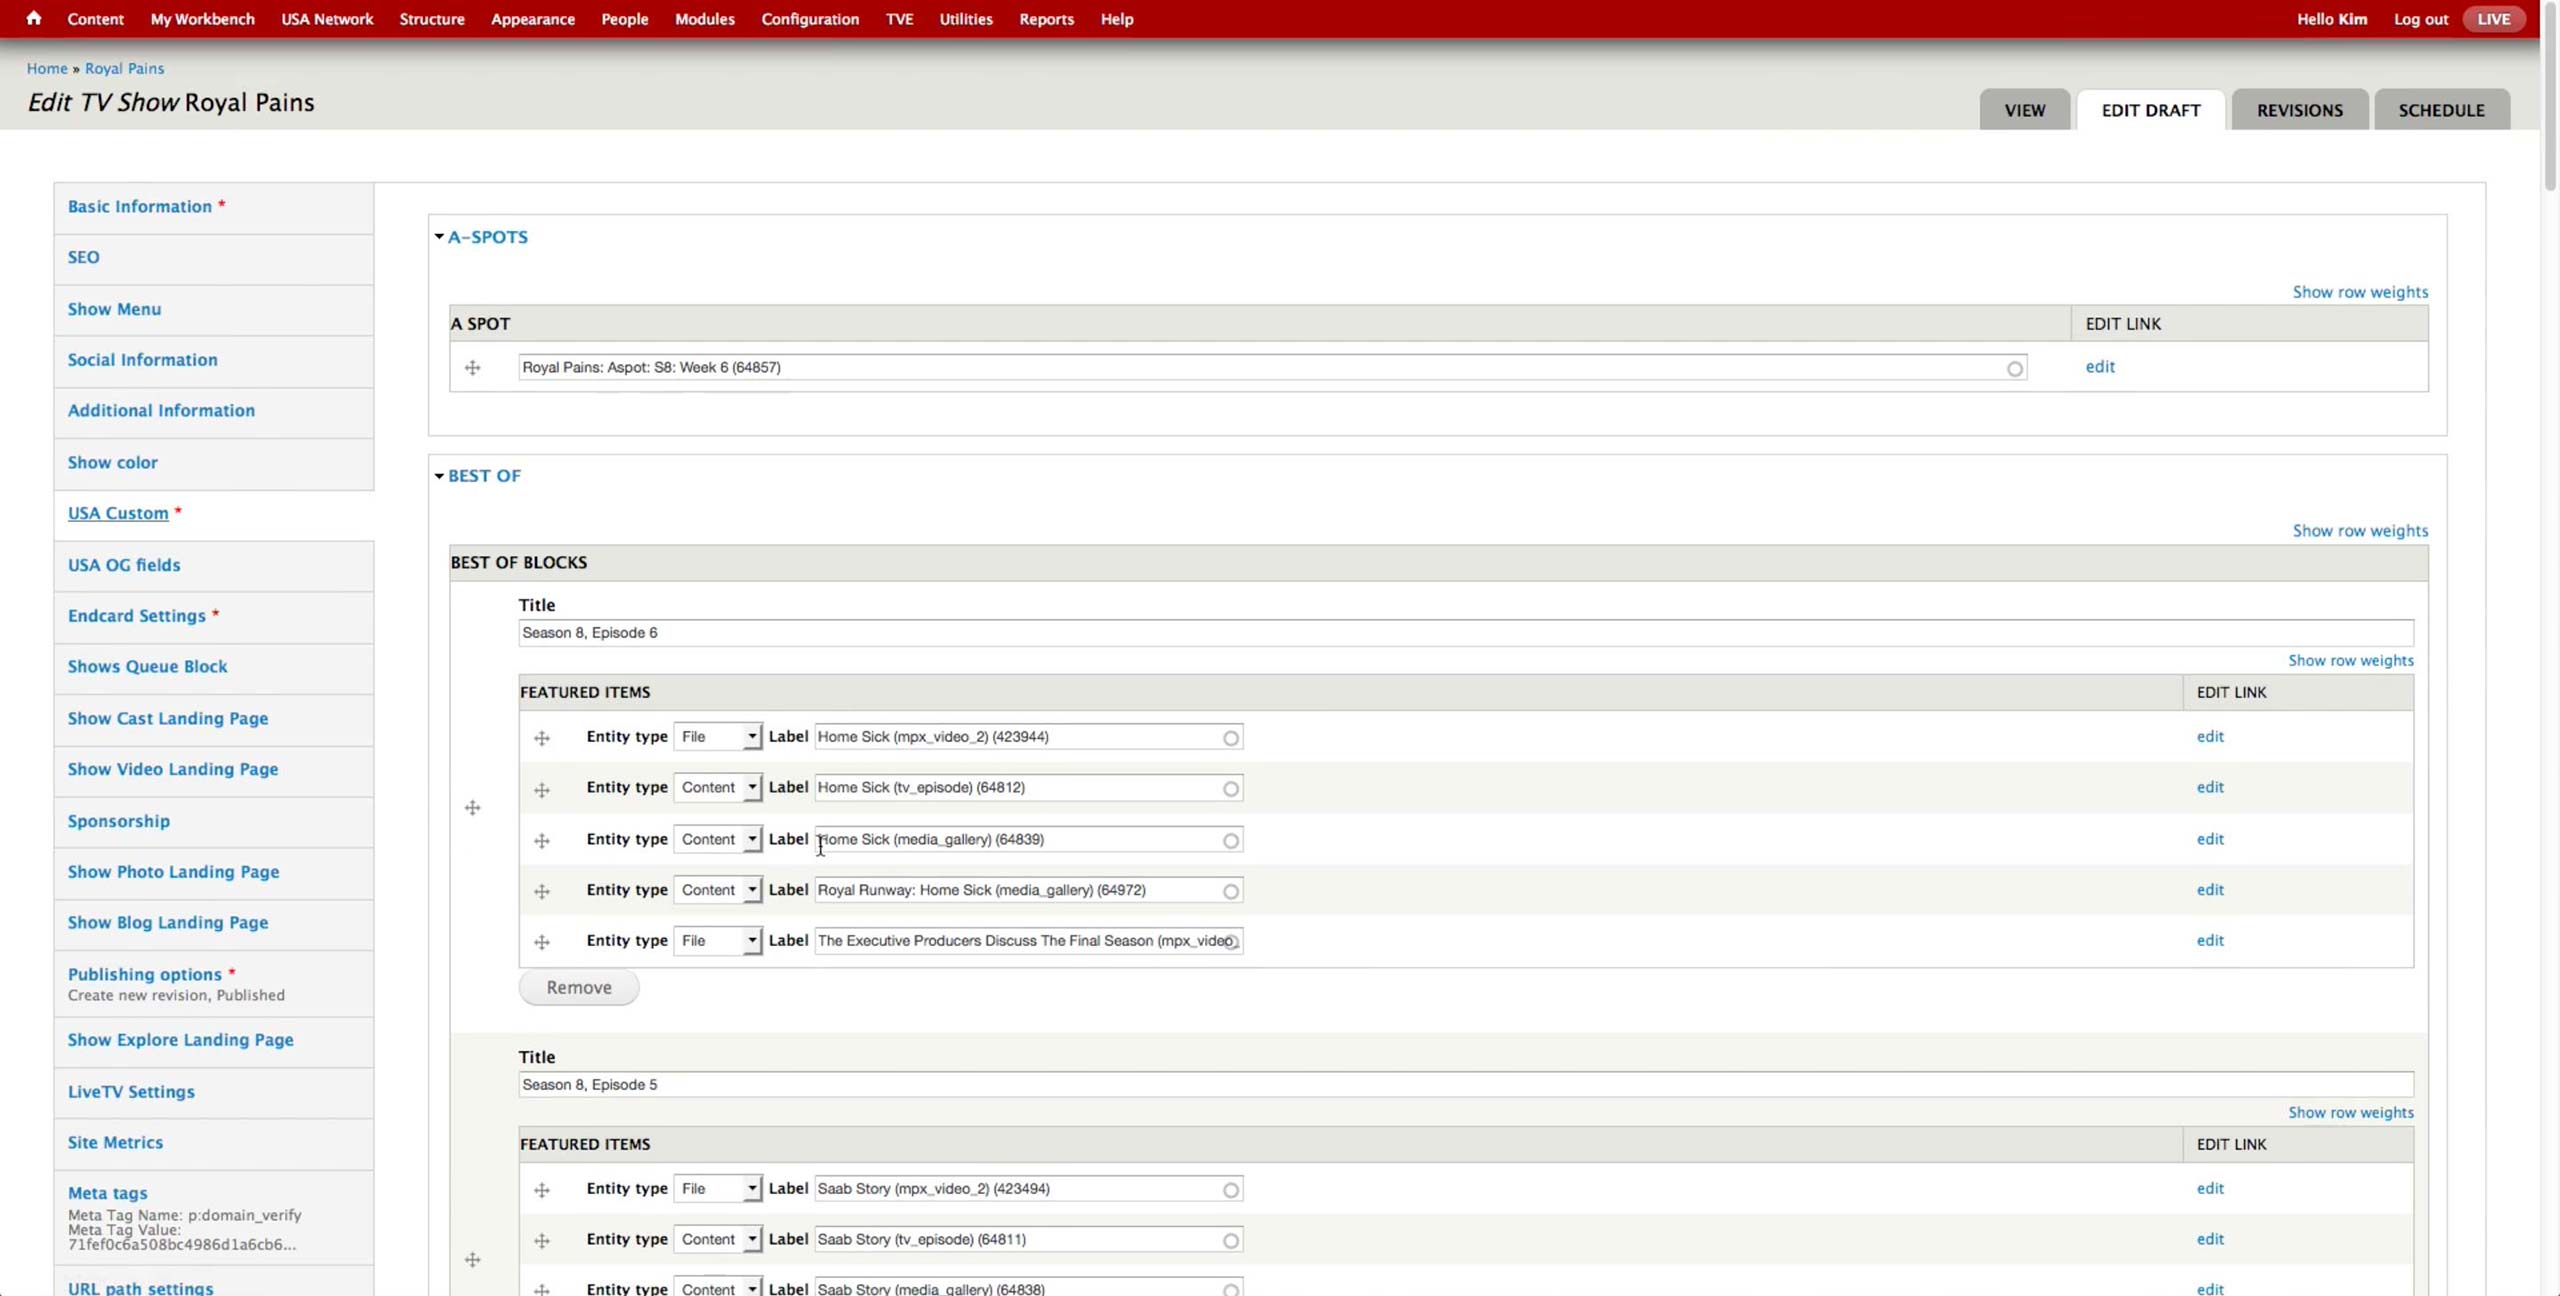 Content My Workbench USA Network Structure Appearance People Modules Configuration TVE Utilities Reports Help Hello Kim Log out LIVE
Home » Royal Pains
Edit TV Show Royal Pains
VIEW EDIT DRAFT REVISIONS SCHEDULE
Basic Information *
SEO
Show Menu
Social Information
Additional Information
Show color
USA Custom *
USA OG fields
Endcard Settings *
Shows Queue Block
Show Cast Landing Page
Show Video Landing Page
Sponsorship
Show Photo Landing Page
Show Blog Landing Page
Publishing options *
Create new revision, Published
Show Explore Landing Page
LiveTV Settings
Site Metrics
Meta tags
Meta Tag Name: p:domain_verify
Meta Tag Value:
71fef0c6a508bc4986d1a6cb6...
URL path settings
A-SPOTS
Show row weights
A SPOT EDIT LINK
Royal Pains: Aspot: S8: Week 6 (64857) edit
BEST OF
Show row weights
BEST OF BLOCKS
Title
Season 8, Episode 6
Show row weights
FEATURED ITEMS EDIT LINK
Entity type File Label Home Sick (mpx_video_2) (423944) edit
Entity type Content Label Home Sick (tv_episode) (64812) edit
Entity type Content Label Home Sick (media_gallery) (64839) edit
Entity type Content Label Royal Runway: Home Sick (media_gallery) (64972) edit
Entity type File Label The Executive Producers Discuss The Final Season (mpx_video_ edit
Remove
Title
Season 8, Episode 5
Show row weights
FEATURED ITEMS EDIT LINK
Entity type File Label Saab Story (mpx_video_2) (423494) edit
Entity type Content Label Saab Story (tv_episode) (64811) edit
Entity type Content Label Saab Story (media_gallery) (64838) edit